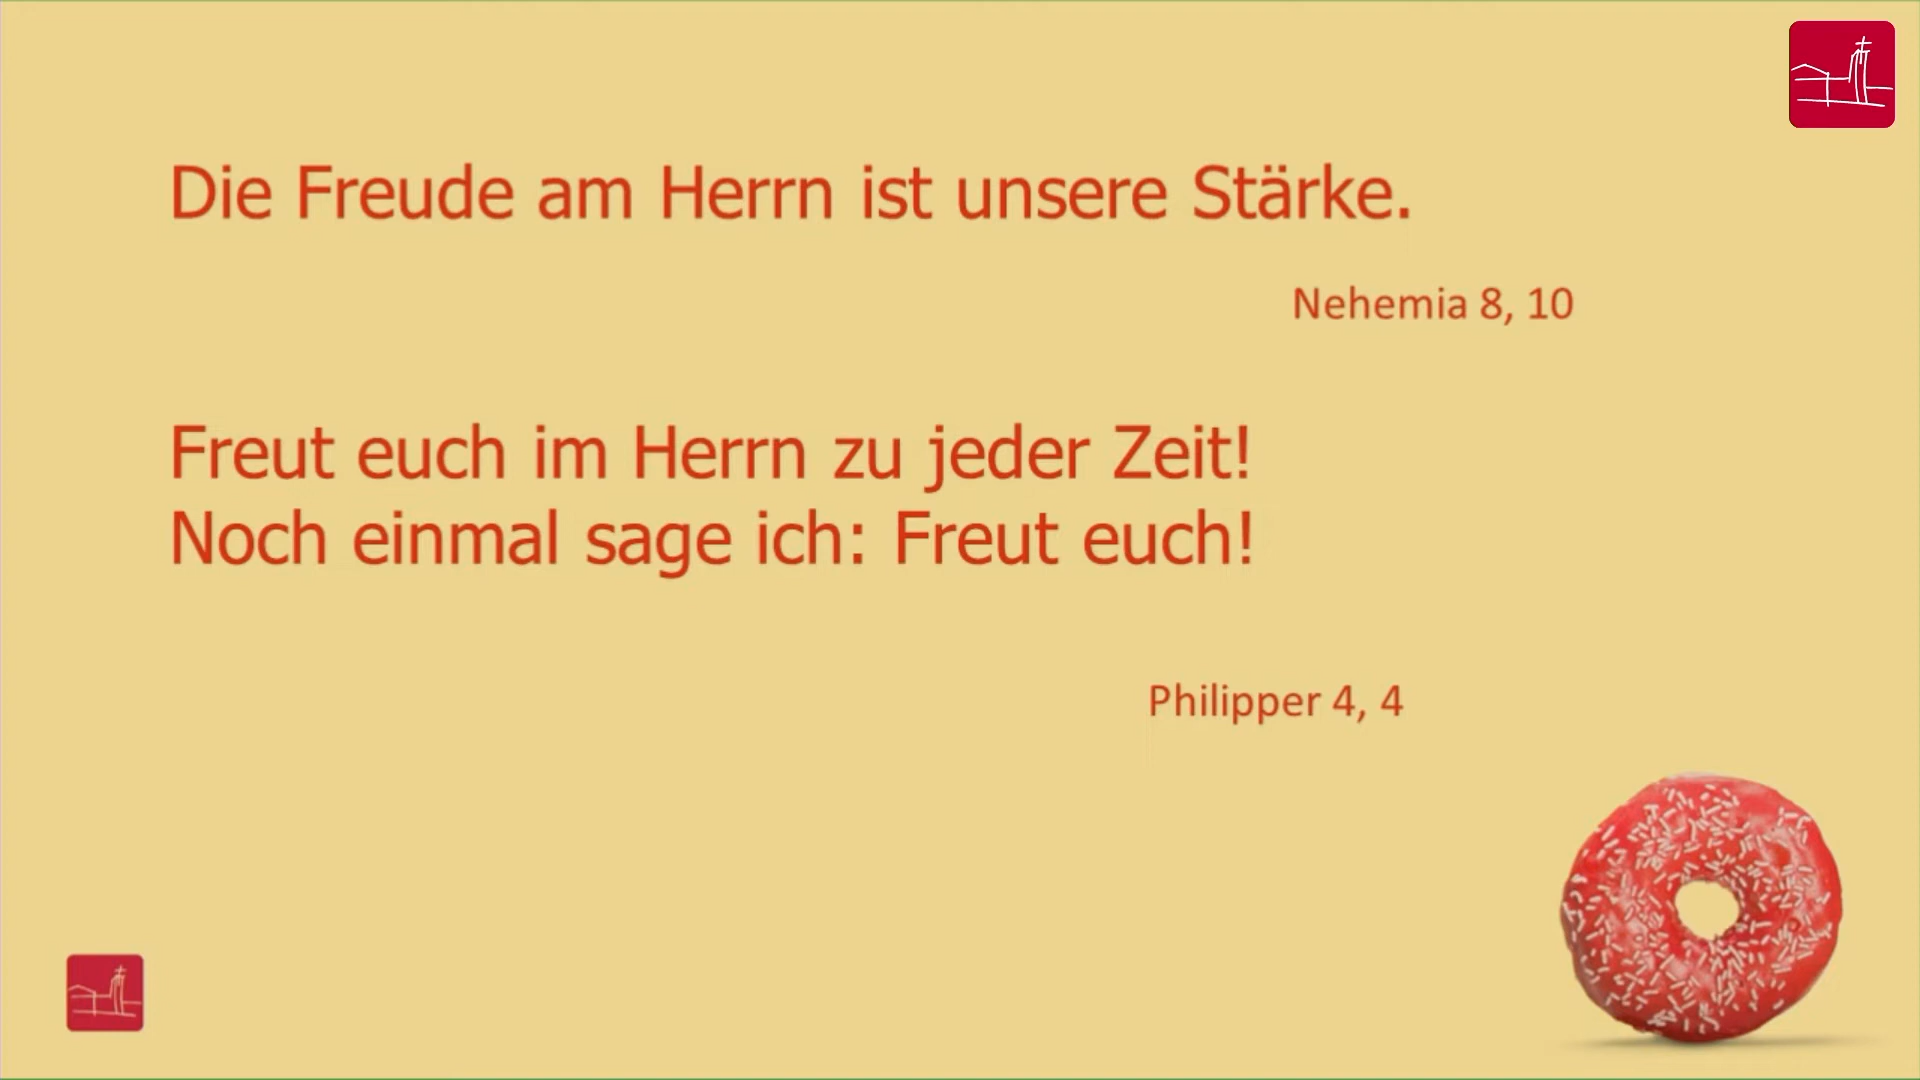 Die Freude am Herrn ist unsere Stärke.
Nehemia 8, 10
Freut euch im Herrn zu jeder Zeit!
Noch einmal sage ich: Freut euch!
Philipper 4, 4